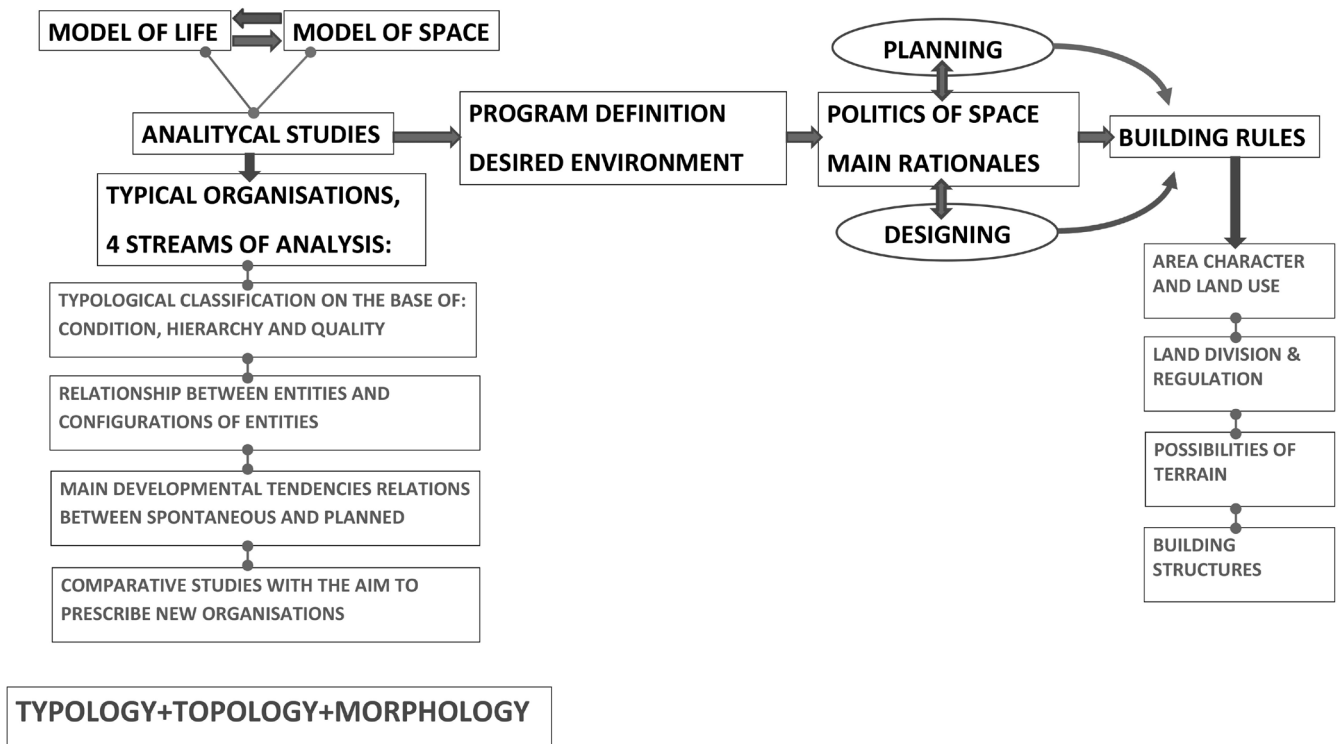 MODEL OF LIFE
MODEL OF SPACE
ANALITYCAL STUDIES
TYPICAL ORGANISATIONS,
4 STREAMS OF ANALYSIS:
TYPOLOGICAL CLASSIFICATION ON THE BASE OF:
CONDITION, HIERARCHY AND QUALITY
RELATIONSHIP BETWEEN ENTITIES AND
CONFIGURATIONS OF ENTITIES
MAIN DEVELOPMENTAL TENDENCIES RELATIONS
BETWEEN SPONTANEOUS AND PLANNED
COMPARATIVE STUDIES WITH THE AIM TO
PRESCRIBE NEW ORGANISATIONS
PROGRAM DEFINITION
DESIRED ENVIRONMENT
PLANNING
POLITICS OF SPACE
MAIN RATIONALES
DESIGNING
BUILDING RULES
AREA CHARACTER
AND LAND USE
LAND DIVISION &
REGULATION
POSSIBILITIES OF
TERRAIN
BUILDING
STRUCTURES
TYPOLOGY+TOPOLOGY+MORPHOLOGY